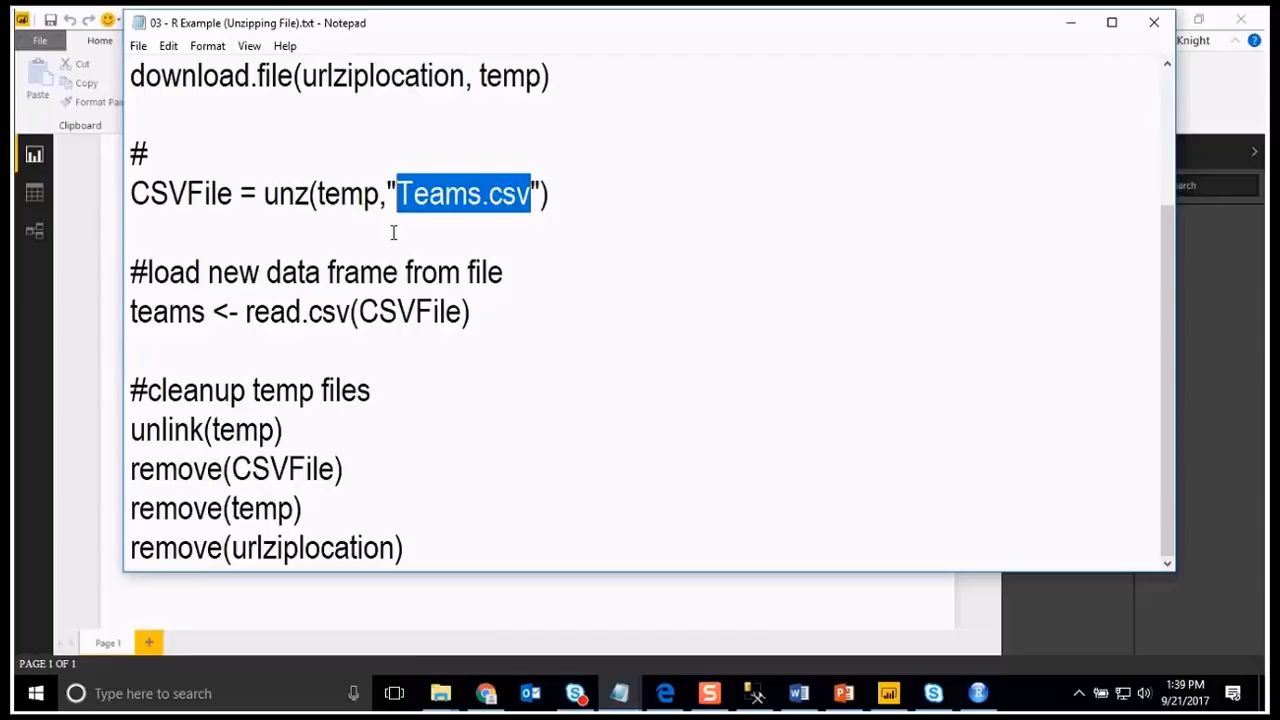 03 - R Example (Unzipping File).txt - Notepad
File
Home
Knight
File Edit Format View Help
Cut
Copy
Format Pai
Paste
Clipboard
download.file(urlziplocation, temp)
#
CSVFile = unz(temp,"Teams.csv")
#load new data frame from file
teams <- read.csv(CSVFile)
#cleanup temp files
unlink(temp)
remove(CSVFile)
remove(temp)
remove(urlziplocation)
earch
Page 1
PAGE 1 OF 1
Type here to search
1:39 PM
9/21/2017